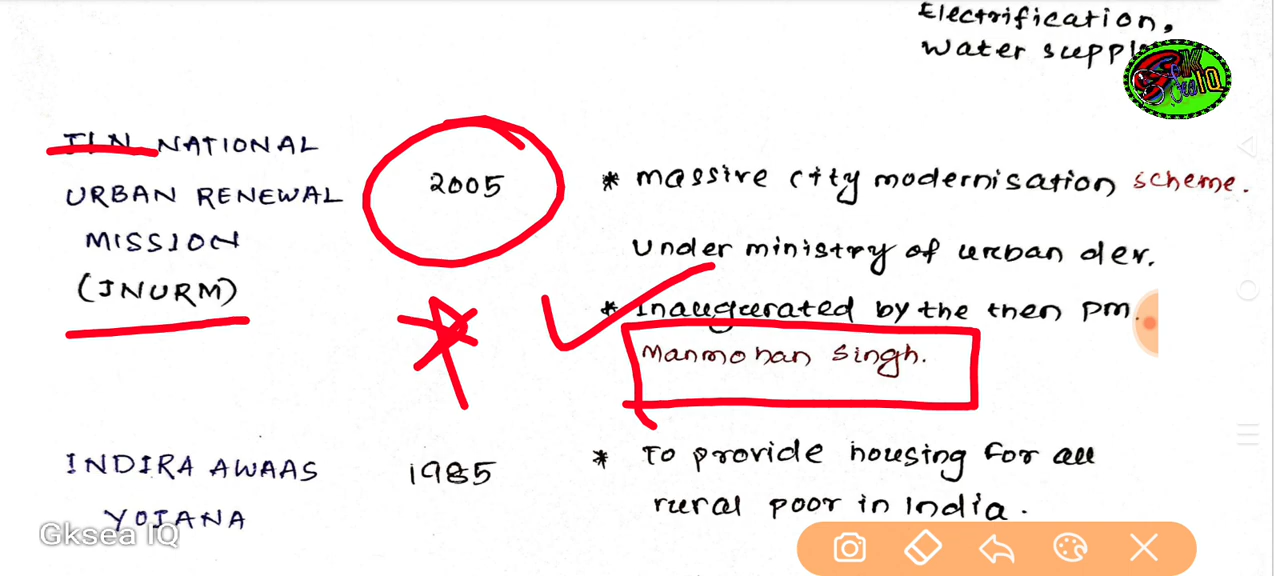 Electrification,
Water supply
JLN NATIONAL
URBAN RENEWAL
MISSION
(JNURM)
2005
* massive city modernisation scheme.
Under ministry of urban dev.
* Inaugurated by the then pm.
Manmohan Singh.
INDIRA AWAAS
YOJANA
1985
* To provide housing for all
rural poor in India.
Gksea IQ